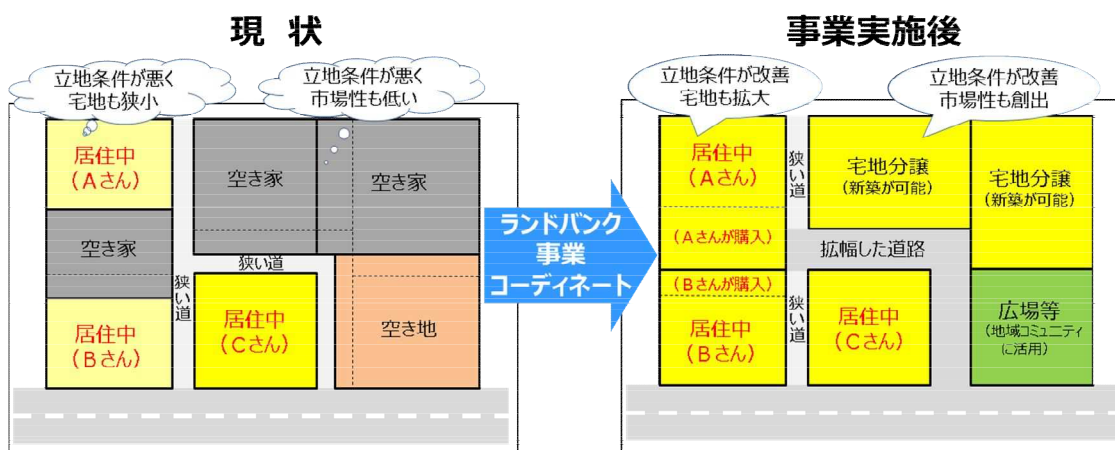 現 状
立地条件が悪く
宅地も狭小
立地条件が悪く
市場性も低い
居住中
(Aさん)
空き家
空き家
空き家
狭い道
狭い道
居住中
(Bさん)
居住中
(Cさん)
空き地
ランドバンク
事業
コーディネート
事業実施後
立地条件が改善
宅地も拡大
立地条件が改善
市場性も創出
居住中
(Aさん)
狭い道
宅地分譲
(新築が可能)
宅地分譲
(新築が可能)
(Aさんが購入)
拡幅した道路
(Bさんが購入)
居住中
(Bさん)
狭い道
居住中
(Cさん)
広場等
(地域コミュニティ
に活用)